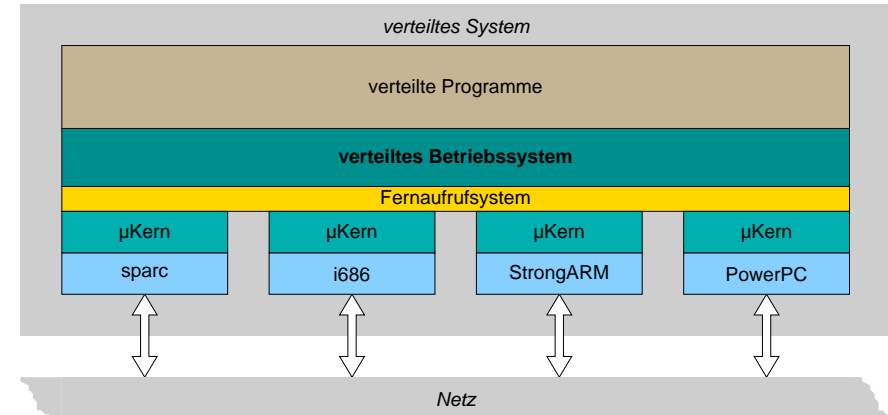 verteiltes System
verteilte Programme
verteiltes Betriebssystem
Fernaufrufsystem
µKern µKern µKern µKern
sparc i686 StrongARM PowerPC
Netz